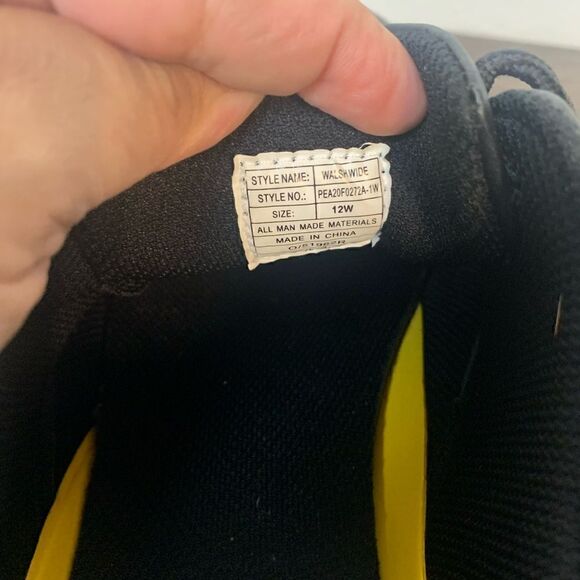 STYLE NAME: WALSH WIDE
STYLE NO.: PEA20F0272A-1W
SIZE: 12W
ALL MAN MADE MATERIALS
MADE IN CHINA